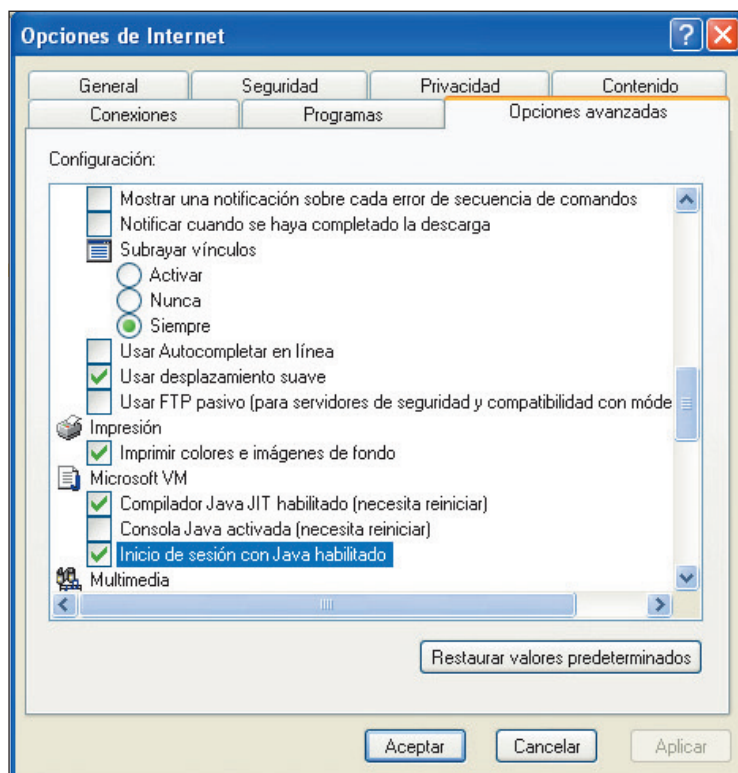 Opciones de Internet
General Seguridad Privacidad Contenido
Conexiones Programas Opciones avanzadas
Configuración:
Mostrar una notificación sobre cada error de secuencia de comandos
Notificar cuando se haya completado la descarga
Subrayar vínculos
Activar
Nunca
Siempre
Usar Autocompletar en línea
Usar desplazamiento suave
Usar FTP pasivo (para servidores de seguridad y compatibilidad con móde
Impresión
Imprimir colores e imágenes de fondo
Microsoft VM
Compilador Java JIT habilitado (necesita reiniciar)
Consola Java activada (necesita reiniciar)
Inicio de sesión con Java habilitado
Multimedia
Restaurar valores predeterminados
Aceptar Cancelar Aplicar